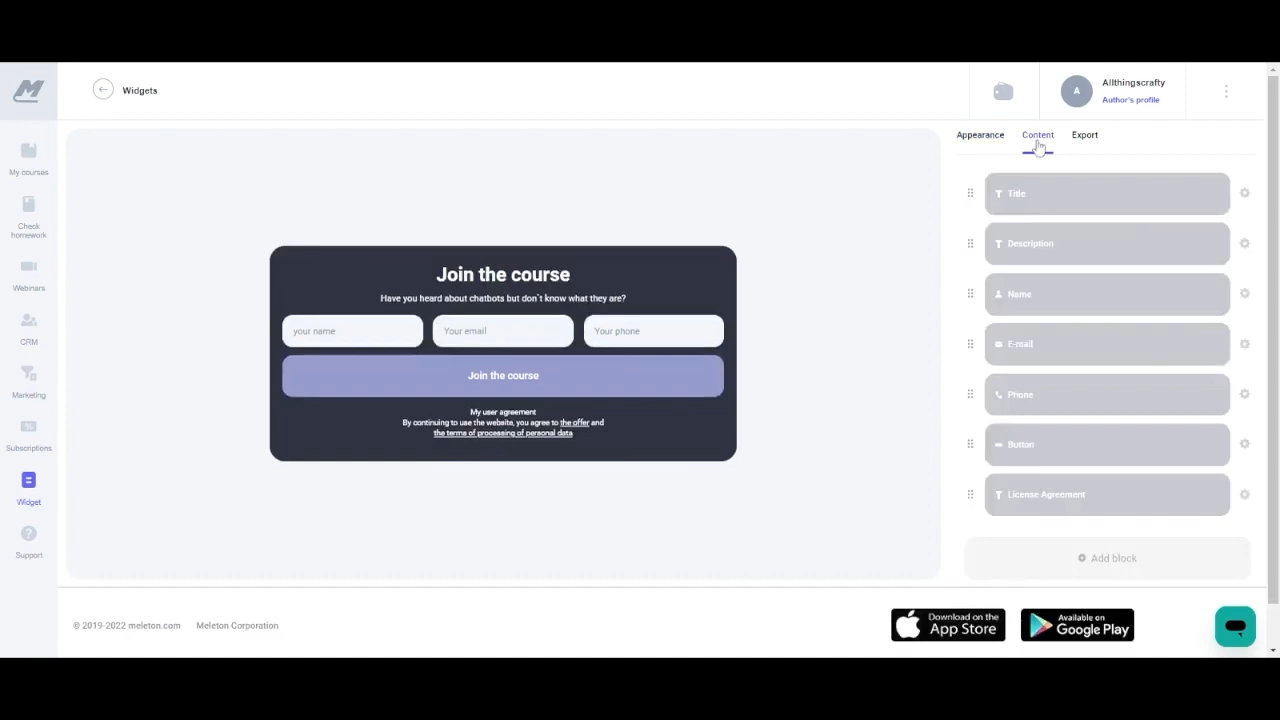 Widgets
A
Allthingscrafty
Author's profile
My courses
Check
homework
Webinars
CRM
Marketing
Subscriptions
Widget
Support
Join the course
Have you heard about chatbots but don`t know what they are?
your name
Your email
Your phone
Join the course
My user agreement
By continuing to use the website, you agree to the offer and
the terms of processing of personal data
Appearance
Content
Export
Title
Description
Name
E-mail
Phone
Button
License Agreement
Add block
© 2019-2022 meleton.com
Meleton Corporation
Download on the
App Store
Available on
Google Play